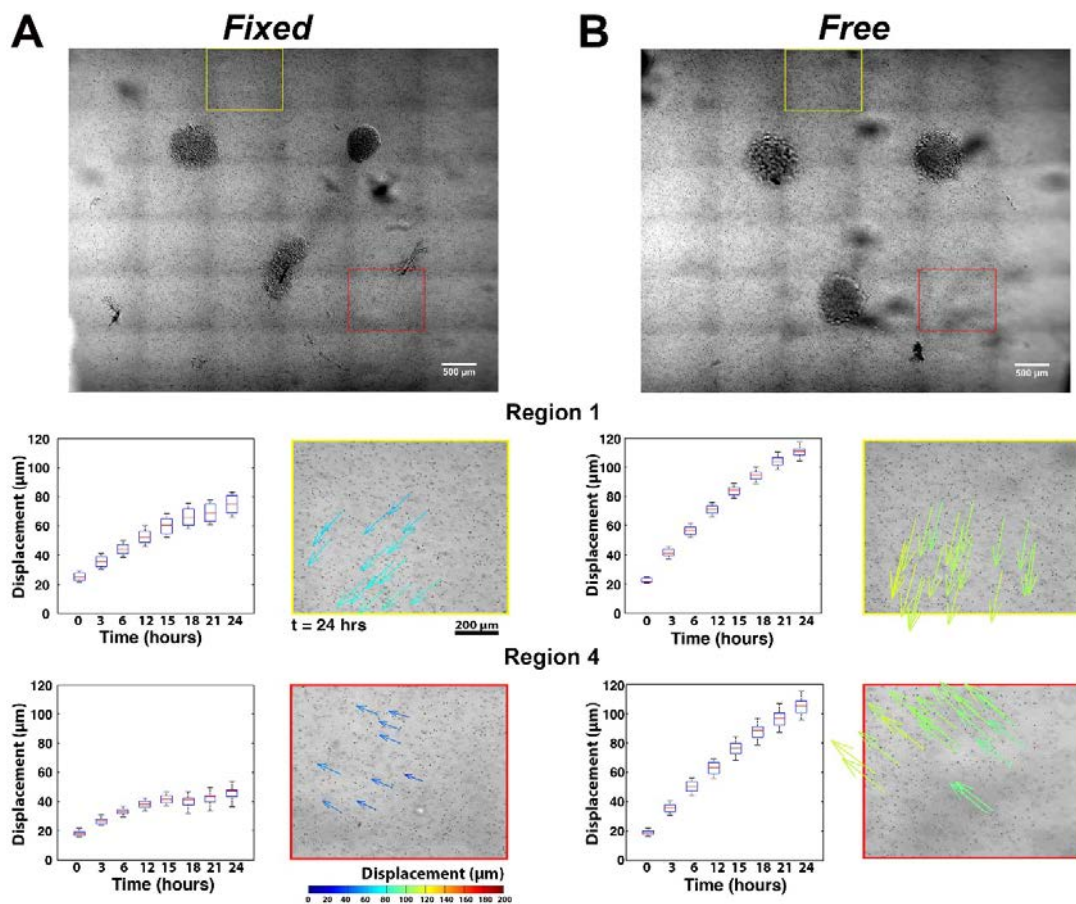 A Fixed
B Free
500 µm
500 µm
Region 1
120
100
80
60
40
20
0
Displacement (µm)
0 3 6 12 15 18 21 24
Time (hours)
t = 24 hrs
200 µm
120
100
80
60
40
20
0
Displacement (µm)
0 3 6 12 15 18 21 24
Time (hours)
Region 4
120
100
80
60
40
20
0
Displacement (µm)
0 3 6 12 15 18 21 24
Time (hours)
Displacement (µm)
0 20 40 60 80 100 120 140 160 180 200
120
100
80
60
40
20
0
Displacement (µm)
0 3 6 12 15 18 21 24
Time (hours)